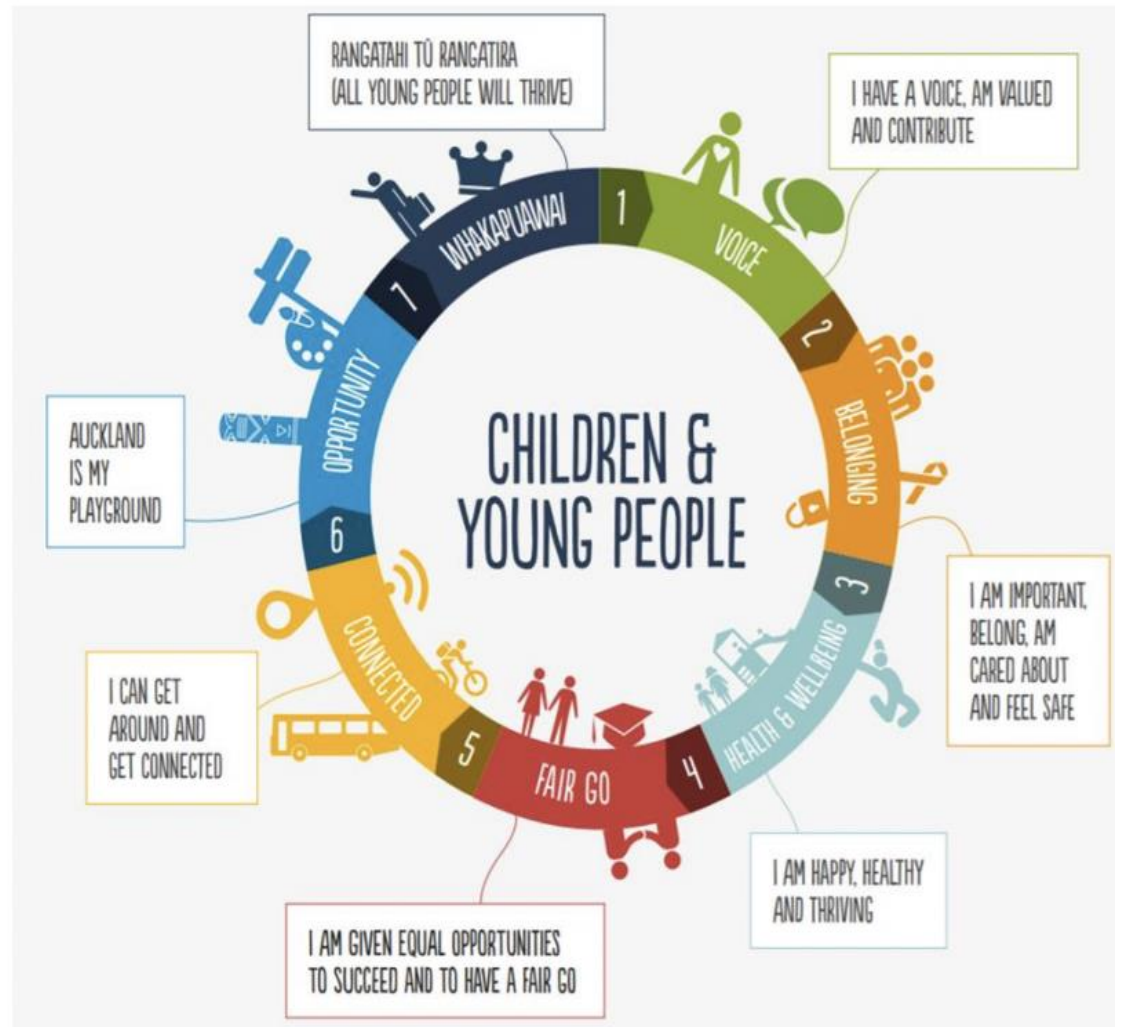 RANGATAHI TŪ RANGATIRA
(ALL YOUNG PEOPLE WILL THRIVE)
I HAVE A VOICE, AM VALUED
AND CONTRIBUTE
1
VOICE
2
BELONGING
I AM IMPORTANT,
BELONG, AM
CARED ABOUT
AND FEEL SAFE
3
HEALTH & WELLBEING
I AM HAPPY, HEALTHY
AND THRIVING
4
FAIR GO
I AM GIVEN EQUAL OPPORTUNITIES
TO SUCCEED AND TO HAVE A FAIR GO
5
CONNECTED
I CAN GET
AROUND AND
GET CONNECTED
6
OPPORTUNITY
AUCKLAND
IS MY
PLAYGROUND
7
WHAKAPUAWAI
CHILDREN &
YOUNG PEOPLE